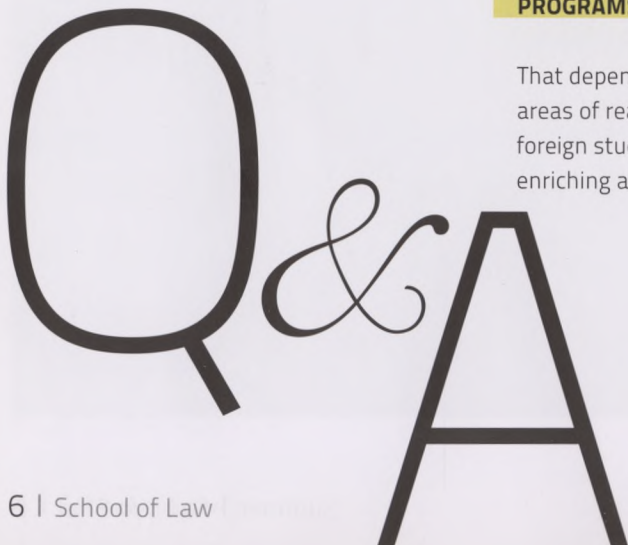 PROGRAM
That depen
areas of rea
foreign stu
enriching a
Q & A
6 | School of Law